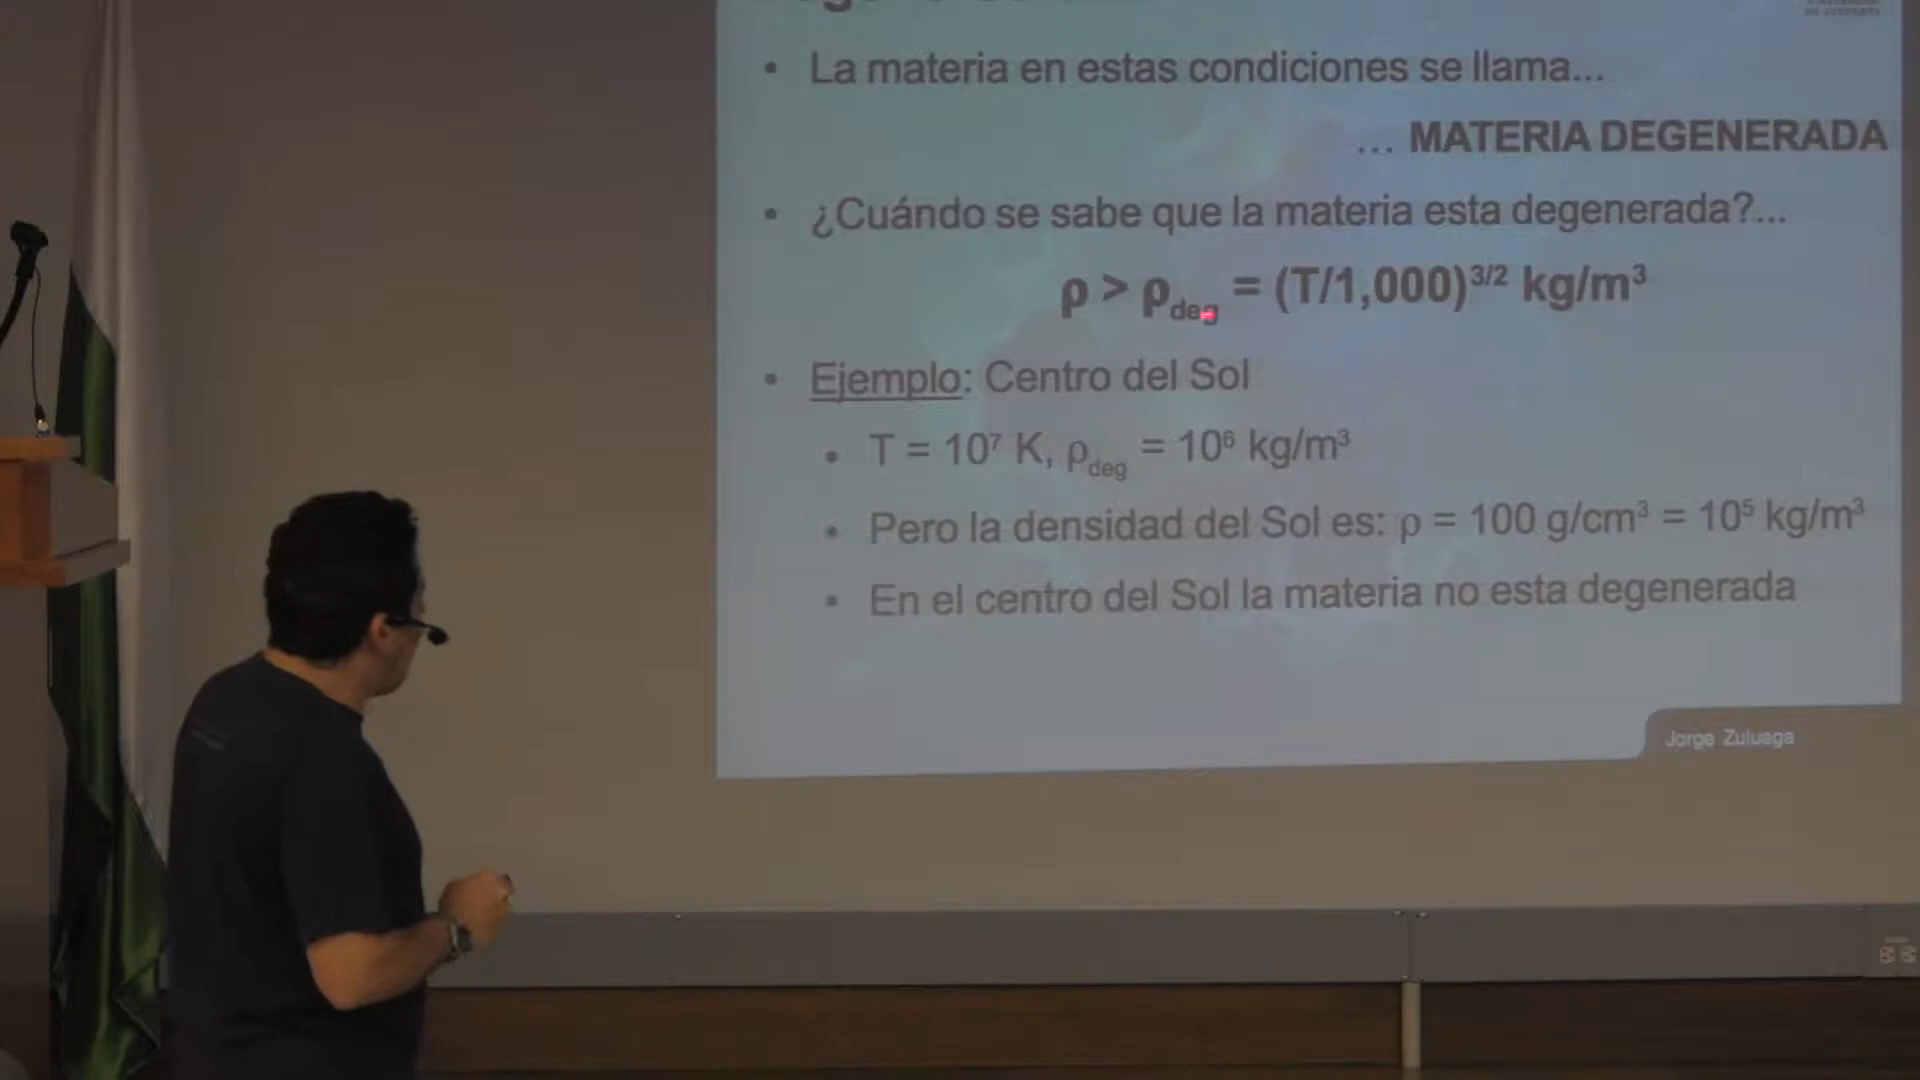 • La materia en estas condiciones se llama...
... MATERIA DEGENERADA
• ¿Cuándo se sabe que la materia esta degenerada?...
ρ > ρdeg = (T/1,000)³ᐟ² kg/m³
• Ejemplo: Centro del Sol
• T = 10⁷ K, ρdeg = 10⁶ kg/m³
• Pero la densidad del Sol es: ρ = 100 g/cm³ = 10⁵ kg/m³
• En el centro del Sol la materia no esta degenerada
Jorge Zuluaga